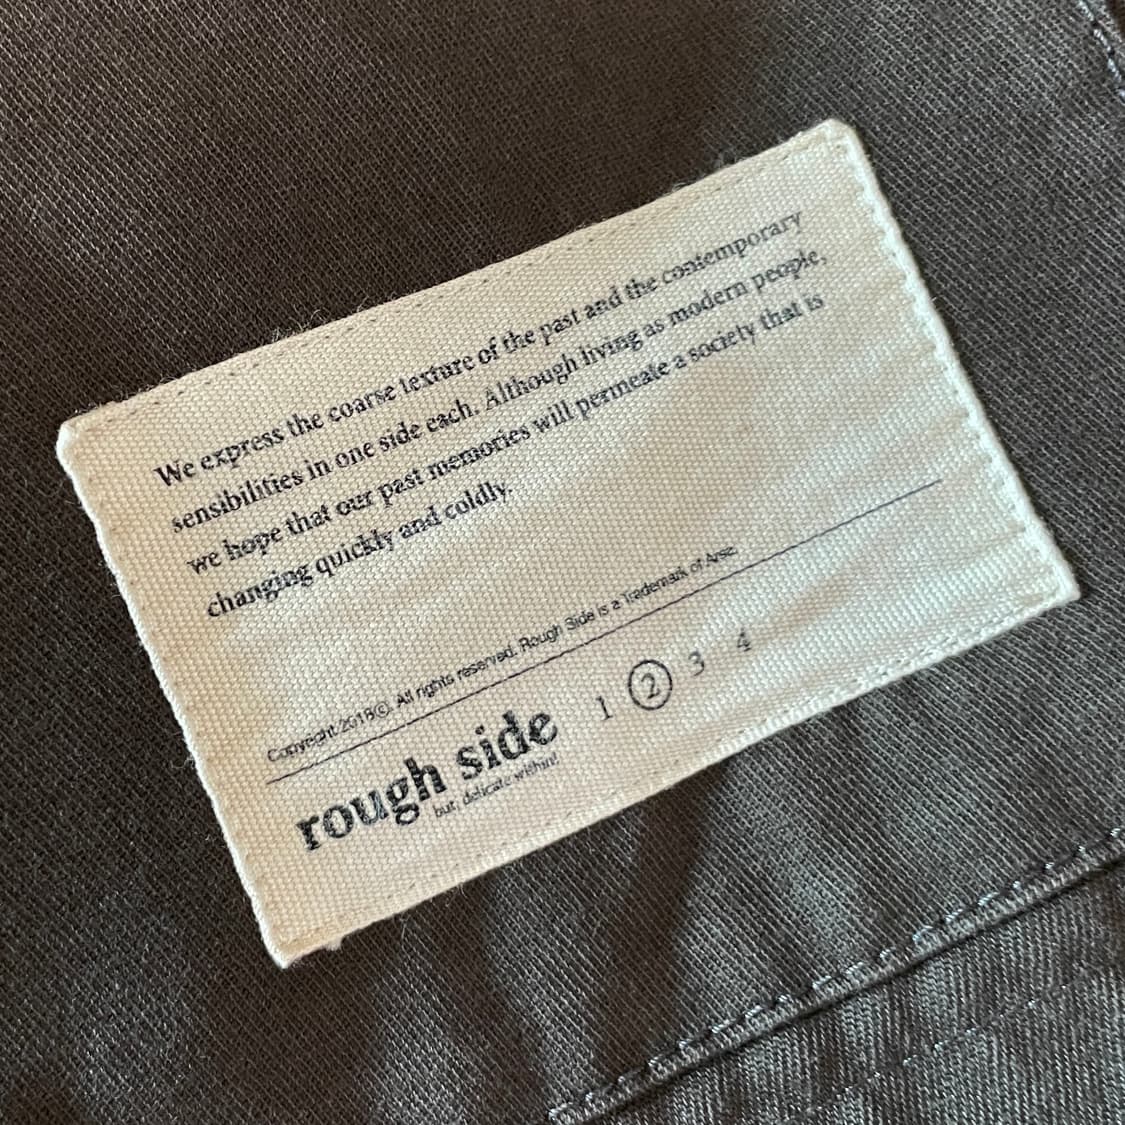 We express the coarse texture of the past and the contemporary
sensibilities in one side each. Although living as modern people,
we hope that our past memories will permeate a society that is
changing quickly and coldly.
Copyright 2018©. All rights reserved. Rough Side is a Trademark of
rough side 1 2 3 4
but, delicate within!